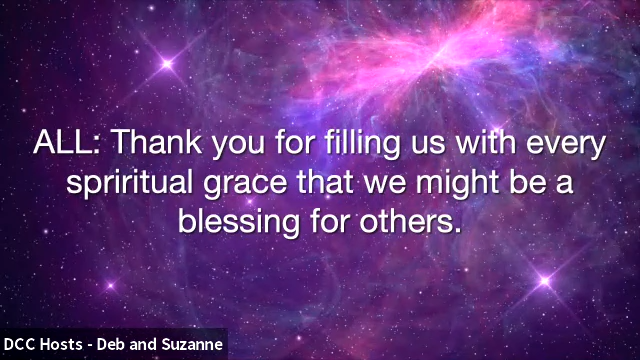 ALL: Thank you for filling us with every
spriritual grace that we might be a
blessing for others.
DCC Hosts - Deb and Suzanne